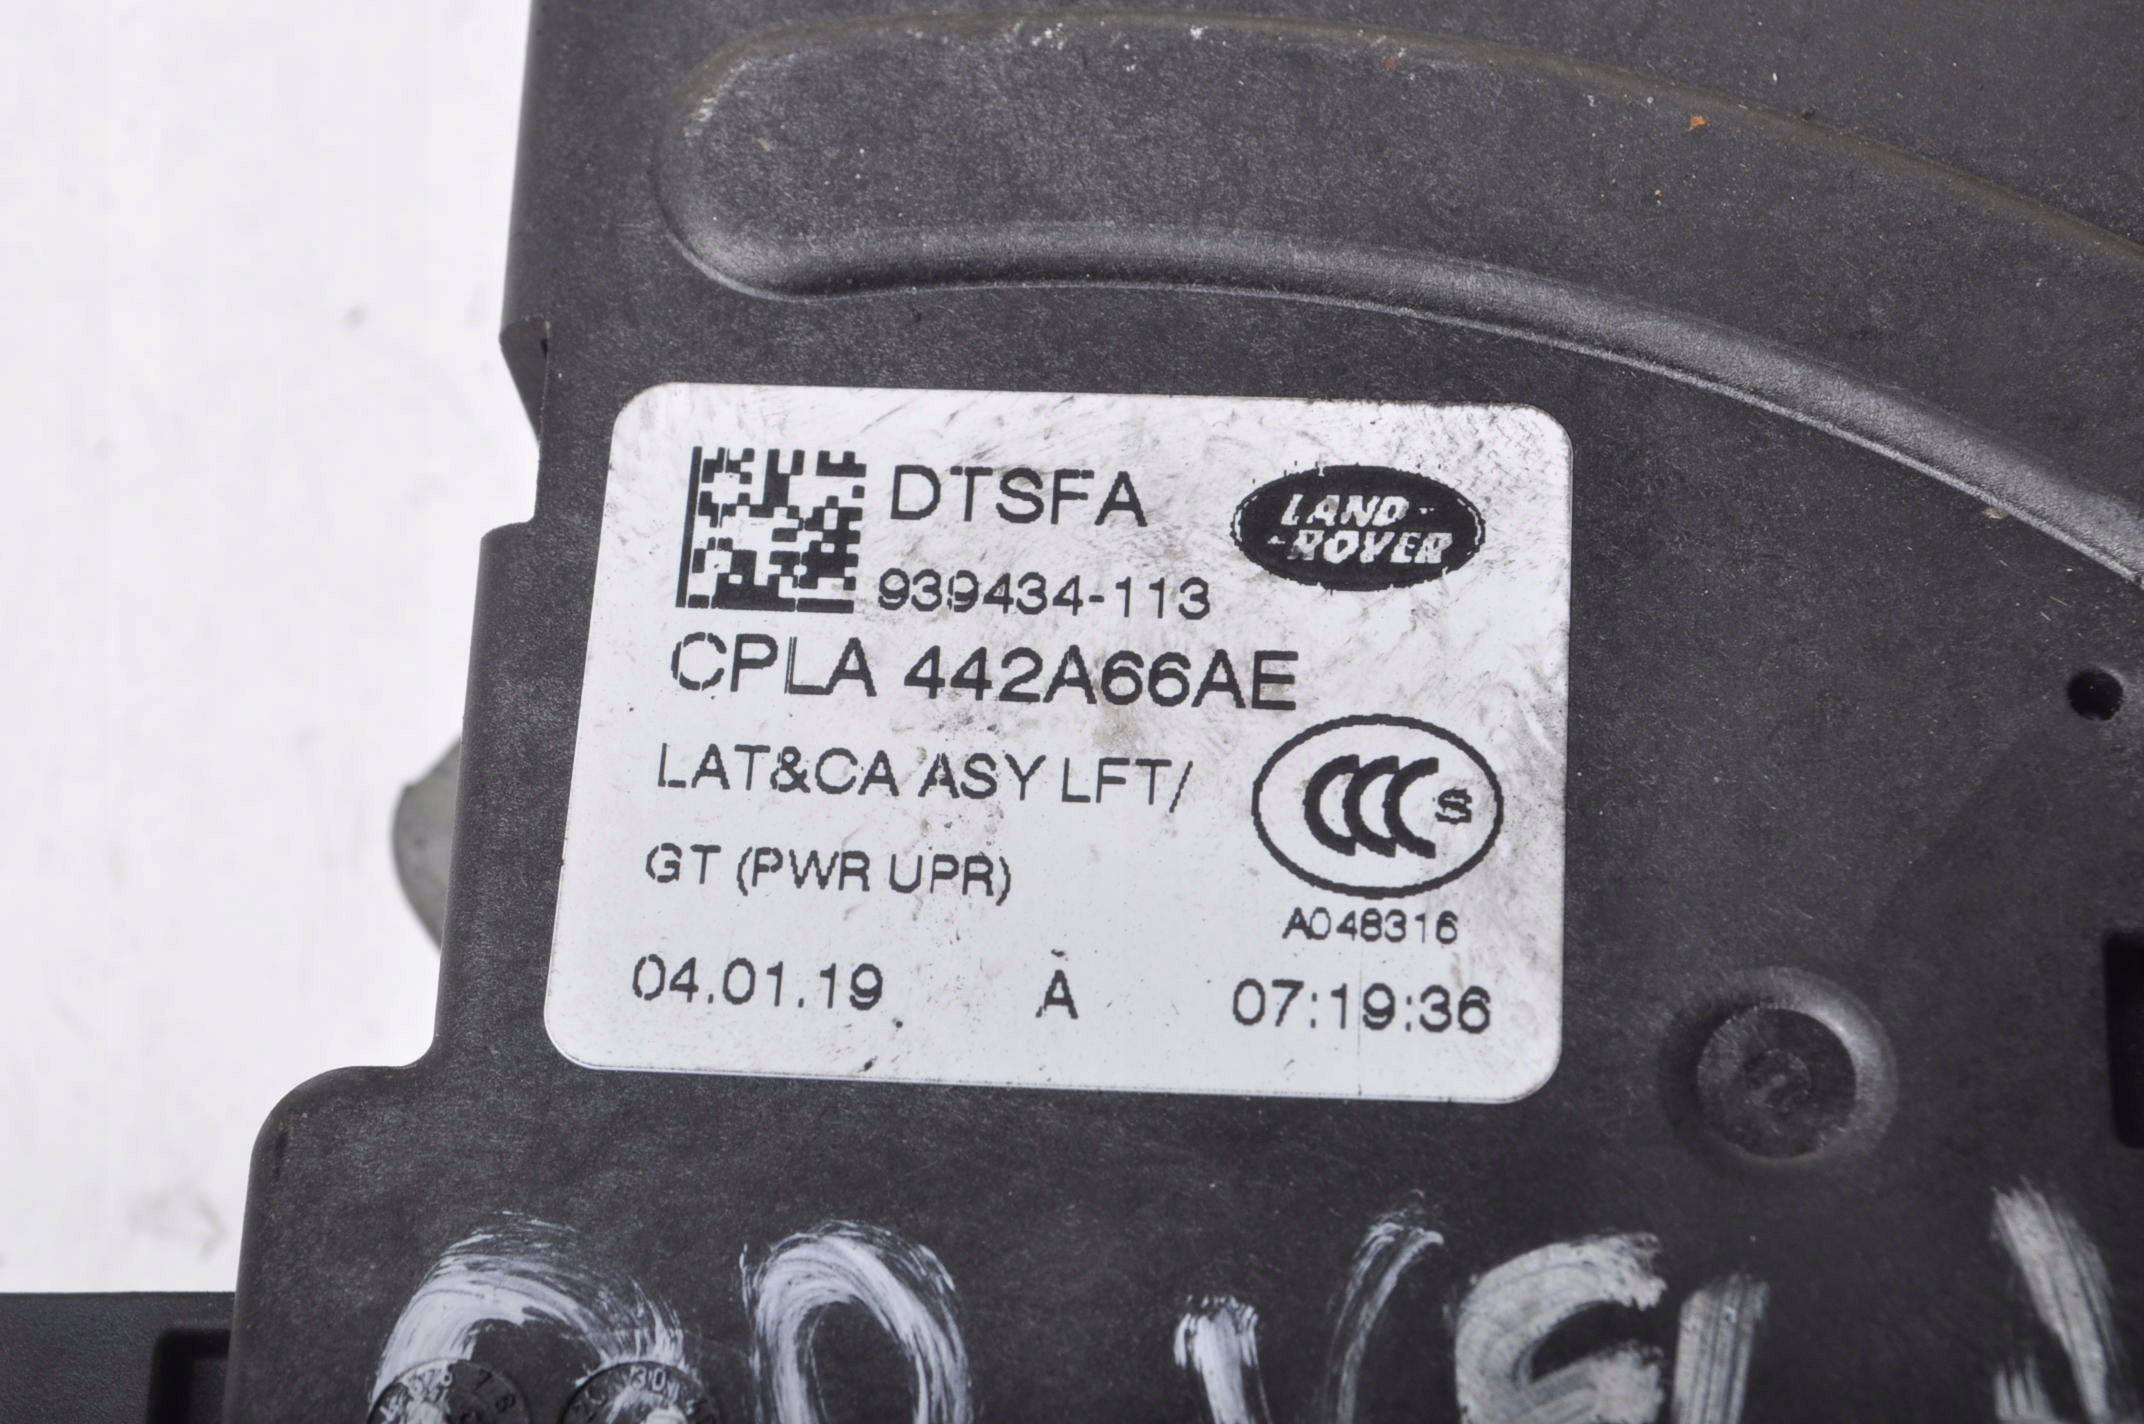 DTSFA
LAND-
-ROVER
939434-113
CPLA 442A66AE
LAT&CA ASY LFT/
GT (PWR UPR)
CCC S
A048316
04.01.19 A 07:19:36